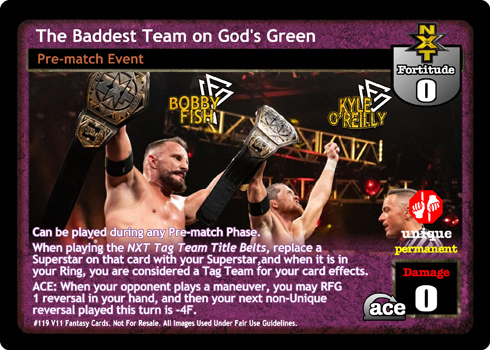 The Baddest Team on God's Green
NXT
Pre-match Event
Fortitude
0
BOBBY
FISH
KYLE
O'REILLY
Can be played during any Pre-match Phase.
When playing the NXT Tag Team Title Belts, replace a
Superstar on that card with your Superstar,and when it is in
your Ring, you are considered a Tag Team for your card effects.
ACE: When your opponent plays a maneuver, you may RFG
1 reversal in your hand, and then your next non-Unique
reversal played this turn is -4F.
unique
permanent
Damage
ace
0
#119 V11 Fantasy Cards. Not For Resale. All Images Used Under Fair Use Guidelines.